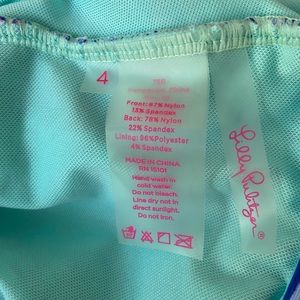 4
Front: 87% Nylon
13% Spandex
Back: 78% Nylon
22% Spandex
Lining: 96%Polyester
4% Spandex
MADE IN CHINA
RN 15101
Hand wash in
cold water.
Do not bleach.
Line dry not in
direct sunlight.
Do not iron.
Lilly Pulitzer®